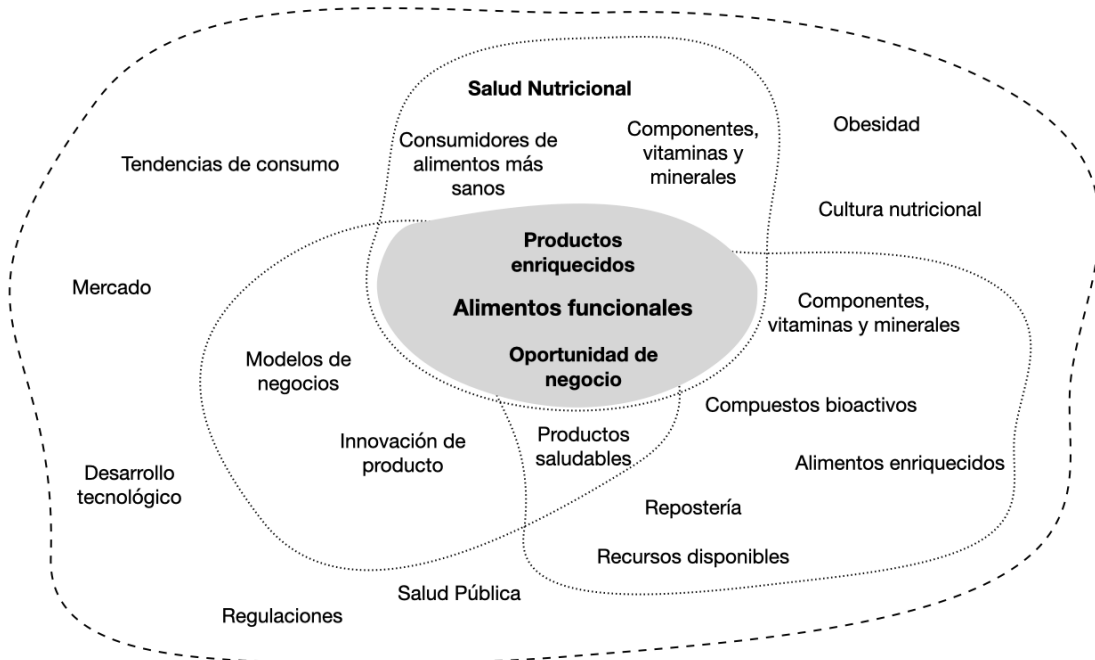 Salud Nutricional
Obesidad
Consumidores de
alimentos más
sanos
Componentes,
vitaminas y
minerales
Tendencias de consumo
Cultura nutricional
Productos
enriquecidos
Mercado
Alimentos funcionales
Componentes,
vitaminas y minerales
Oportunidad de
negocio
Modelos de
negocios
Compuestos bioactivos
Innovación de
producto
Productos
saludables
Alimentos enriquecidos
Desarrollo
tecnológico
Repostería
Recursos disponibles
Salud Pública
Regulaciones